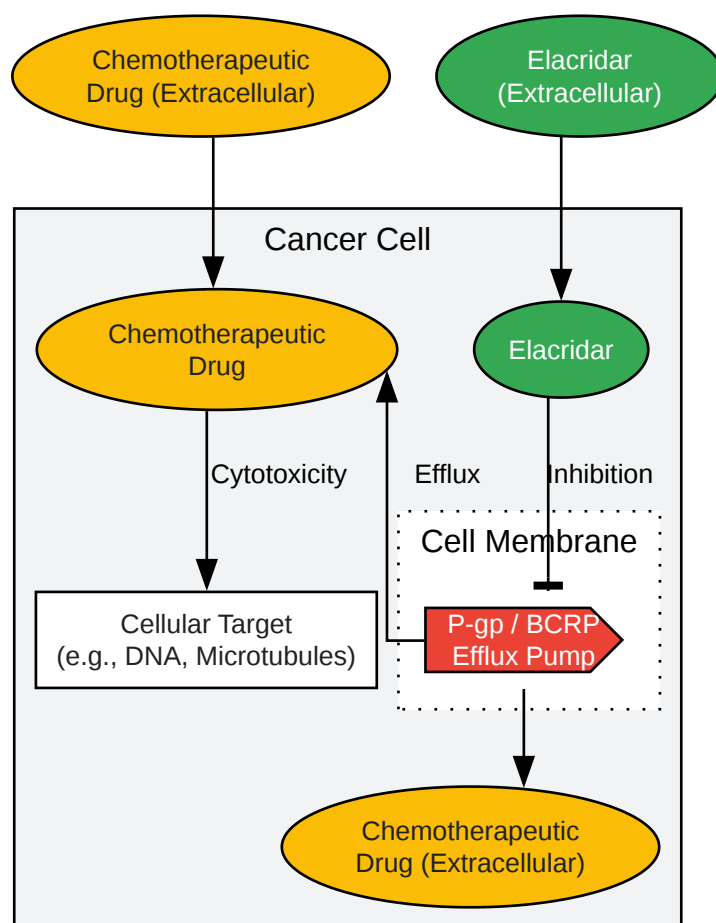 Chemotherapeutic
Drug (Extracellular)
Elacridar
(Extracellular)
Cancer Cell
Chemotherapeutic
Drug
Elacridar
Cytotoxicity
Efflux
Inhibition
Cell Membrane
Cellular Target
(e.g., DNA, Microtubules)
P-gp / BCRP
Efflux Pump
Chemotherapeutic
Drug (Extracellular)